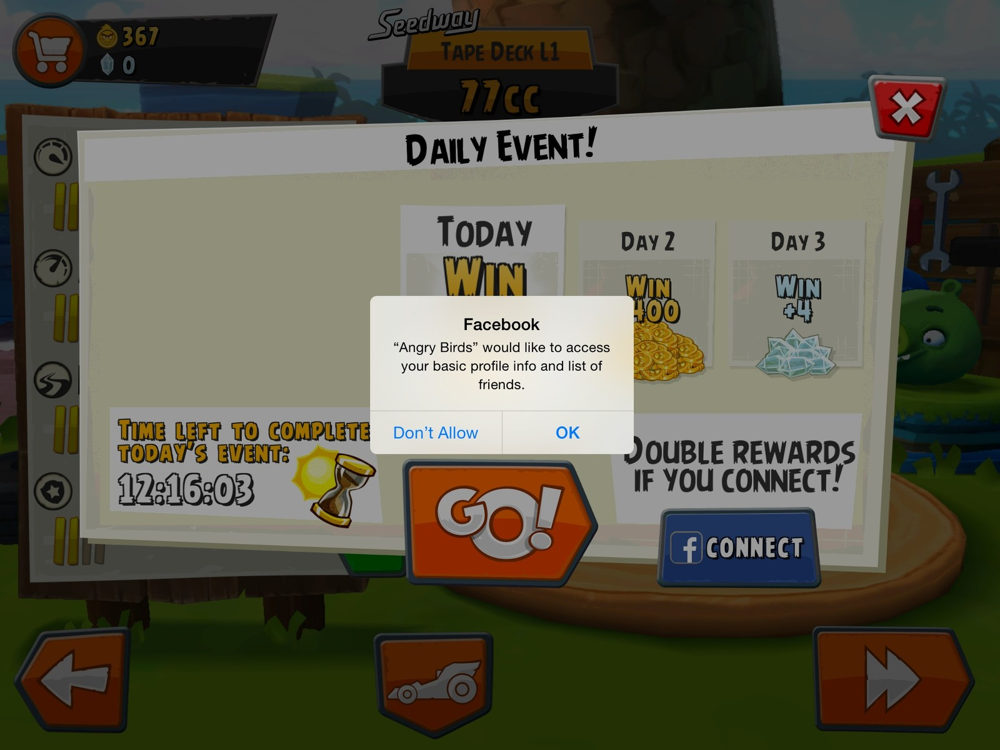 367
0
Seedway
TAPE DECK L1
77CC
DAILY EVENT!
TODAY
WIN
DAY 2
WIN
400
DAY 3
WIN
+4
Facebook
“Angry Birds” would like to access
your basic profile info and list of
friends.
Don’t Allow
OK
TIME LEFT TO COMPLETE
TODAY'S EVENT:
12:16:03
GO!
DOUBLE REWARDS
IF YOU CONNECT!
f CONNECT